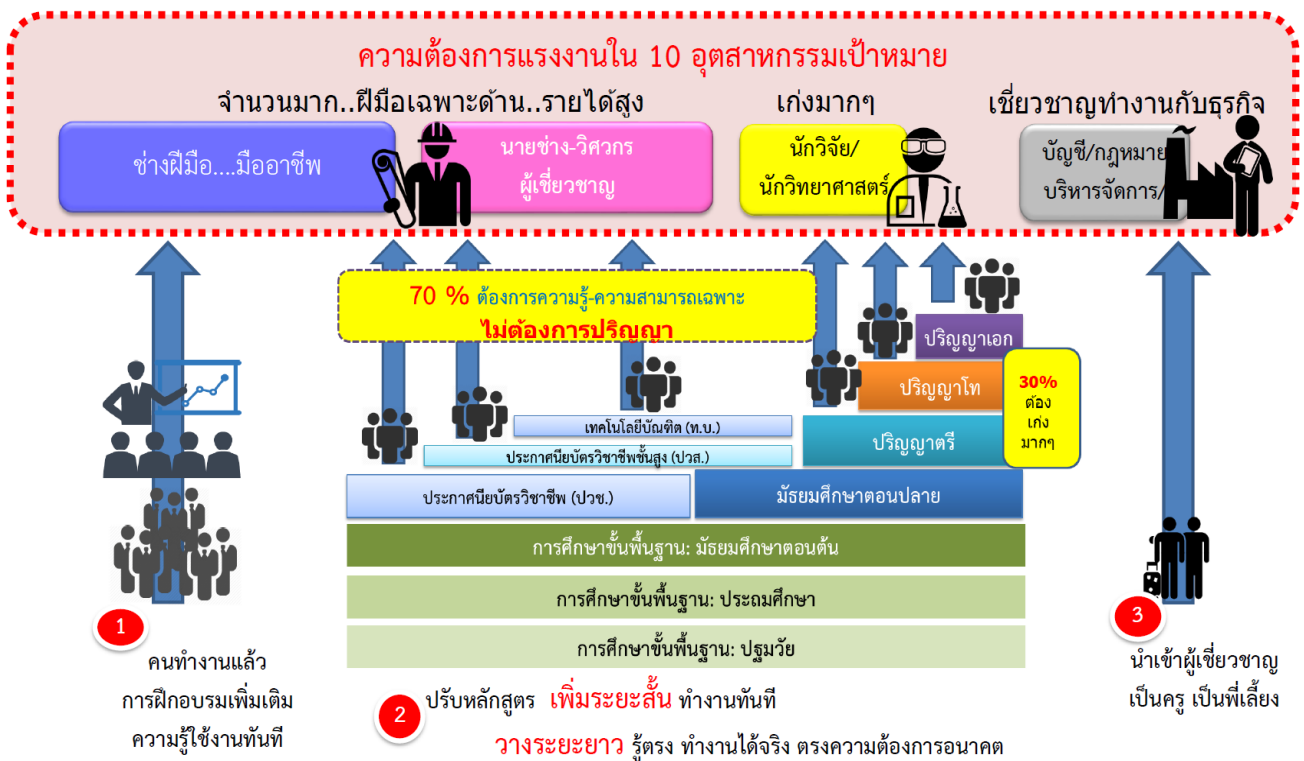 ความต้องการแรงงานใน 10 อุตสาหกรรมเป้าหมาย
จำนวนมาก..ฝีมือเฉพาะด้าน..รายได้สูง
เก่งมากๆ
เชี่ยวชาญทำงานกับธุรกิจ
ช่างฝีมือ....มืออาชีพ
นายช่าง-วิศวกร
ผู้เชี่ยวชาญ
นักวิจัย/
นักวิทยาศาสตร์
บัญชี/กฎหมาย
บริหารจัดการ/
70 % ต้องการความรู้-ความสามารถเฉพาะ
ไม่ต้องการปริญญา
ปริญญาเอก
ปริญญาโท
ปริญญาตรี
30%
ต้อง
เก่ง
มากๆ
เทคโนโลยีบัณฑิต (ท.บ.)
ประกาศนียบัตรวิชาชีพชั้นสูง (ปวส.)
ประกาศนียบัตรวิชาชีพ (ปวช.)
มัธยมศึกษาตอนปลาย
การศึกษาขั้นพื้นฐาน: มัธยมศึกษาตอนต้น
การศึกษาขั้นพื้นฐาน: ประถมศึกษา
การศึกษาขั้นพื้นฐาน: ปฐมวัย
1
คนทำงานแล้ว
การฝึกอบรมเพิ่มเติม
ความรู้ใช้งานทันที
2
ปรับหลักสูตร เพิ่มระยะสั้น ทำงานทันที
วางระยะยาว รู้ตรง ทำงานได้จริง ตรงความต้องการอนาคต
3
นำเข้าผู้เชี่ยวชาญ
เป็นครู เป็นพี่เลี้ยง